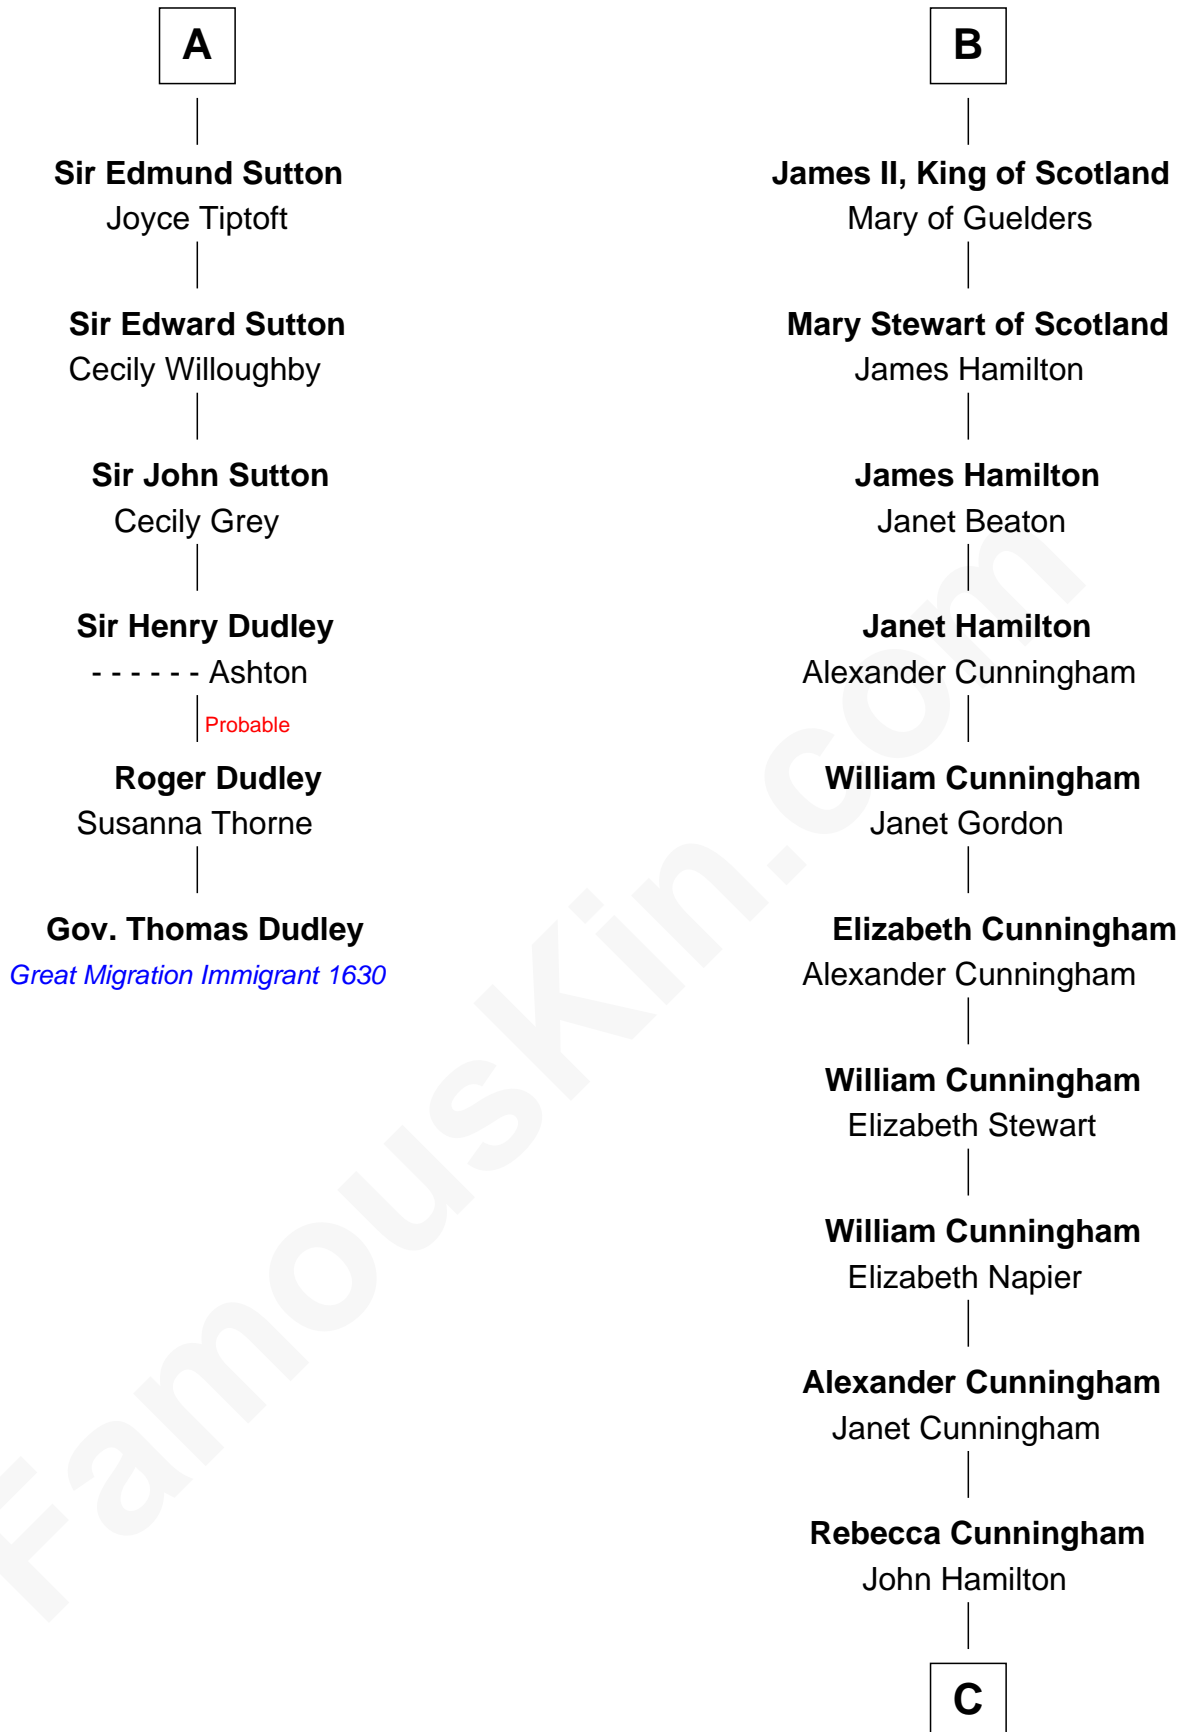 A
Sir Edmund Sutton
Joyce Tiptoft
Sir Edward Sutton
Cecily Willoughby
Sir John Sutton
Cecily Grey
Sir Henry Dudley
- - - - - - Ashton
Probable
Roger Dudley
Susanna Thorne
Gov. Thomas Dudley
Great Migration Immigrant 1630
B
James II, King of Scotland
Mary of Guelders
Mary Stewart of Scotland
James Hamilton
James Hamilton
Janet Beaton
Janet Hamilton
Alexander Cunningham
William Cunningham
Janet Gordon
Elizabeth Cunningham
Alexander Cunningham
William Cunningham
Elizabeth Stewart
William Cunningham
Elizabeth Napier
Alexander Cunningham
Janet Cunningham
Rebecca Cunningham
John Hamilton
C
FamousKin.com